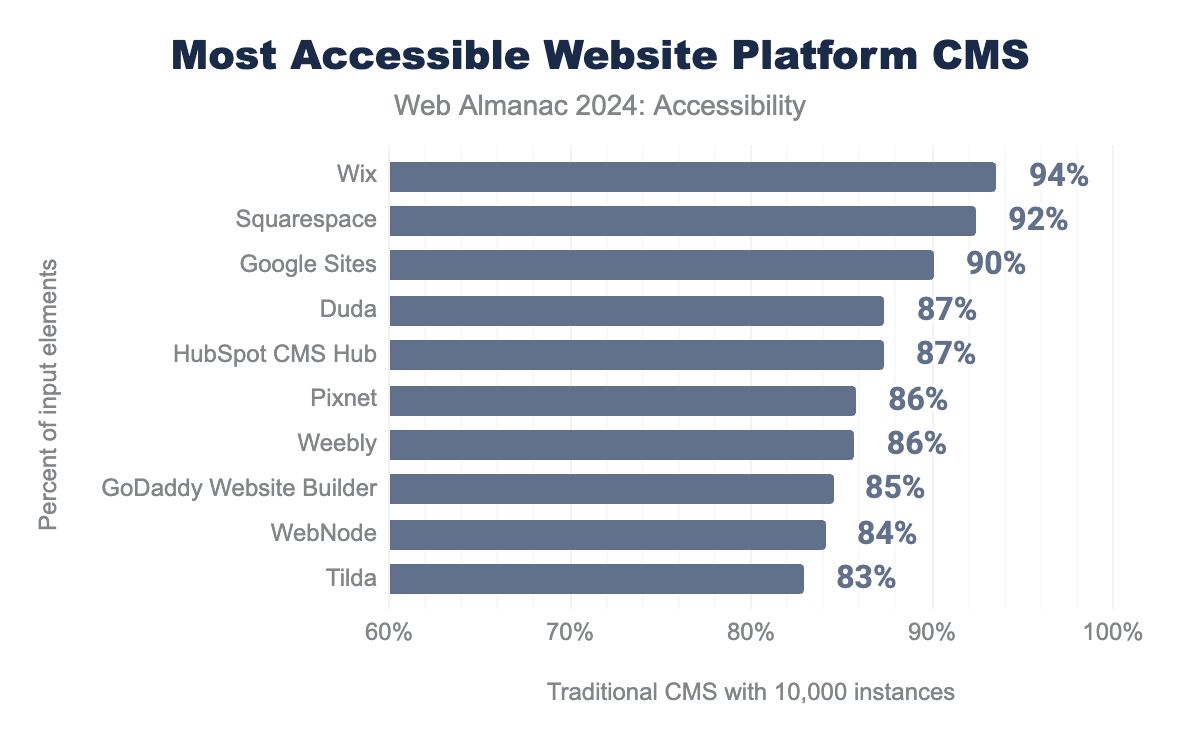 Most Accessible Website Platform CMS
Web Almanac 2024: Accessibility
Percent of input elements
Wix 94%
Squarespace 92%
Google Sites 90%
Duda 87%
HubSpot CMS Hub 87%
Pixnet 86%
Weebly 86%
GoDaddy Website Builder 85%
WebNode 84%
Tilda 83%
60% 70% 80% 90% 100%
Traditional CMS with 10,000 instances